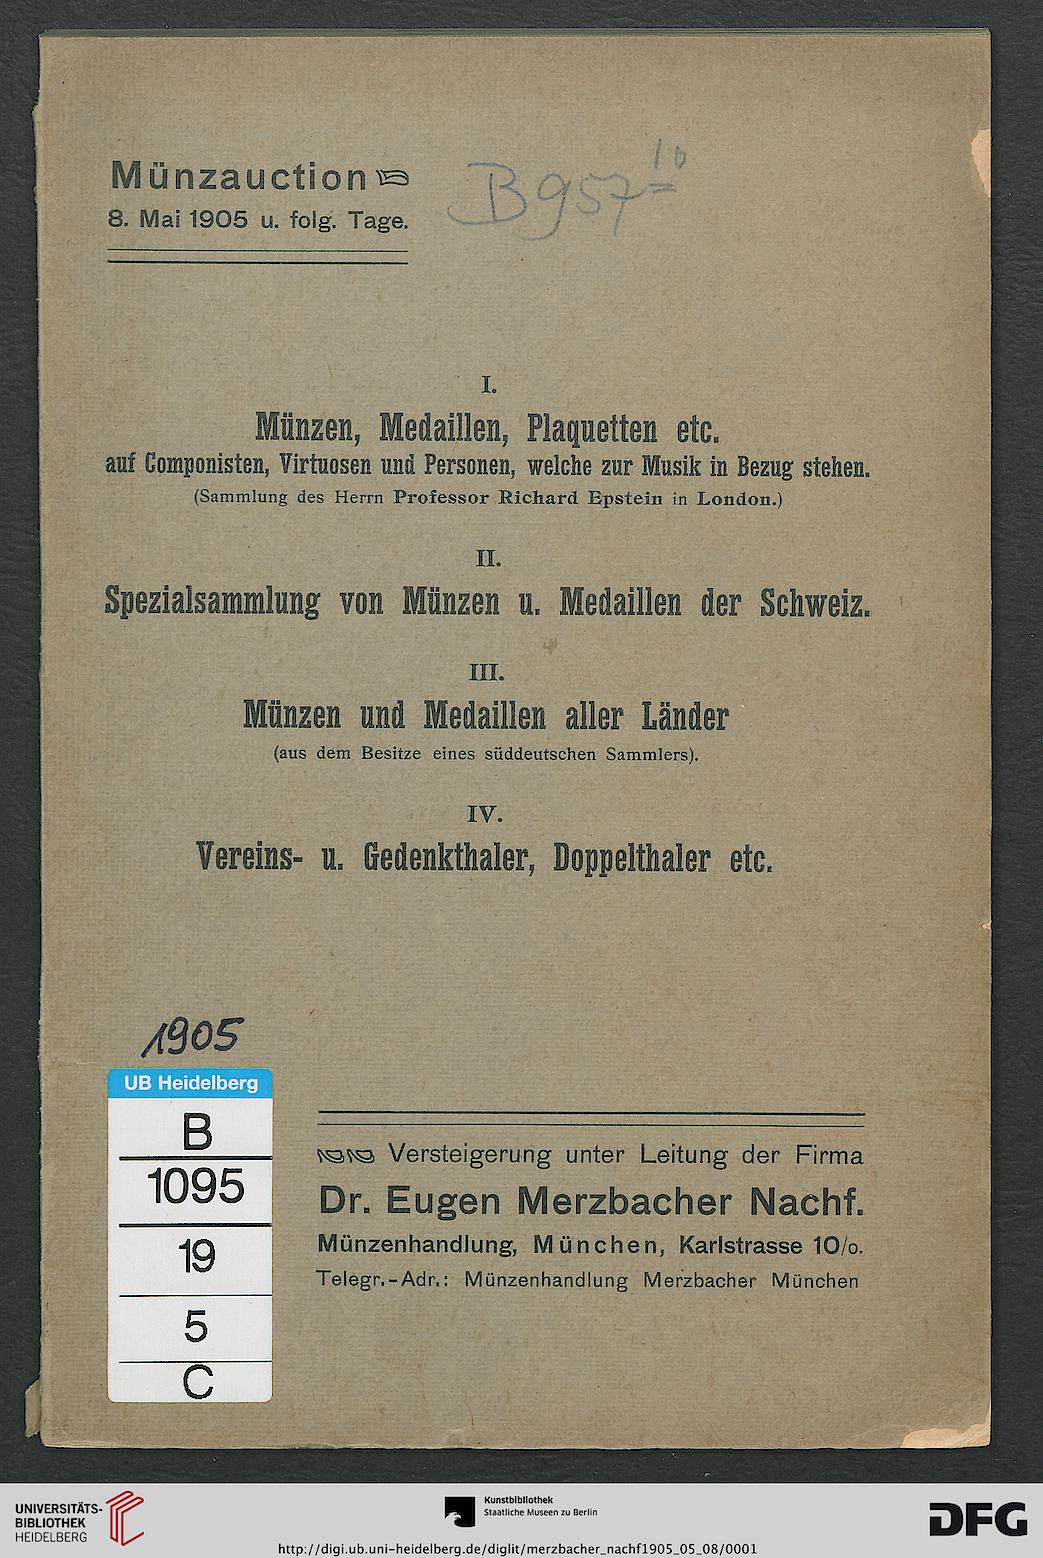 Münzauction
8. Mai 1905 u. folg. Tage.
B957 10
I.
Münzen, Medaillen, Plaquetten etc.
auf Componisten, Virtuosen und Personen, welche zur Musik in Bezug stehen.
(Sammlung des Herrn Professor Richard Epstein in London.)
II.
Spezialsammlung von Münzen u. Medaillen der Schweiz.
III.
Münzen und Medaillen aller Länder
(aus dem Besitze eines süddeutschen Sammlers).
IV.
Vereins- u. Gedenkthaler, Doppelthaler etc.
1905
UB Heidelberg
B
1095
19
5
C
Versteigerung unter Leitung der Firma
Dr. Eugen Merzbacher Nachf.
Münzenhandlung, München, Karlstrasse 10/o.
Telegr.-Adr.: Münzenhandlung Merzbacher München
UNIVERSITÄTS-
BIBLIOTHEK
HEIDELBERG
Kunstbibliothek
Staatliche Museen zu Berlin
DFG
http://digi.ub.uni-heidelberg.de/diglit/merzbacher_nachf1905_05_08/0001